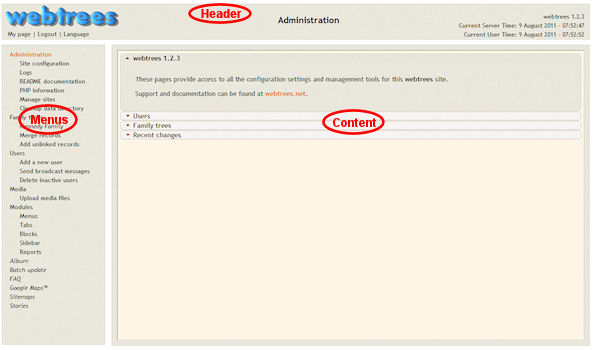 webtrees
Header
Administration
webtrees 1.2.3
Current Server Time: 9 August 2011 - 07:52:47
My page | Logout | Language
Current User Time: 9 August 2011 - 07:52:52
Administration
Site configuration
Logs
README documentation
PHP information
Manage sites
directory
Family
Menus
Family
Merge records
Add unlinked records
Users
Add a new user
Send broadcast messages
Delete inactive users
Media
Upload media files
Modules
Menus
Tabs
Blocks
Sidebar
Reports
Album
Batch update
FAQ
Google Maps™
Sitemaps
Stories
webtrees 1.2.3
These pages provide access to all the configuration settings and management tools for this webtrees site.
Support and documentation can be found at webtrees.net.
Users
Content
Family trees
Recent changes